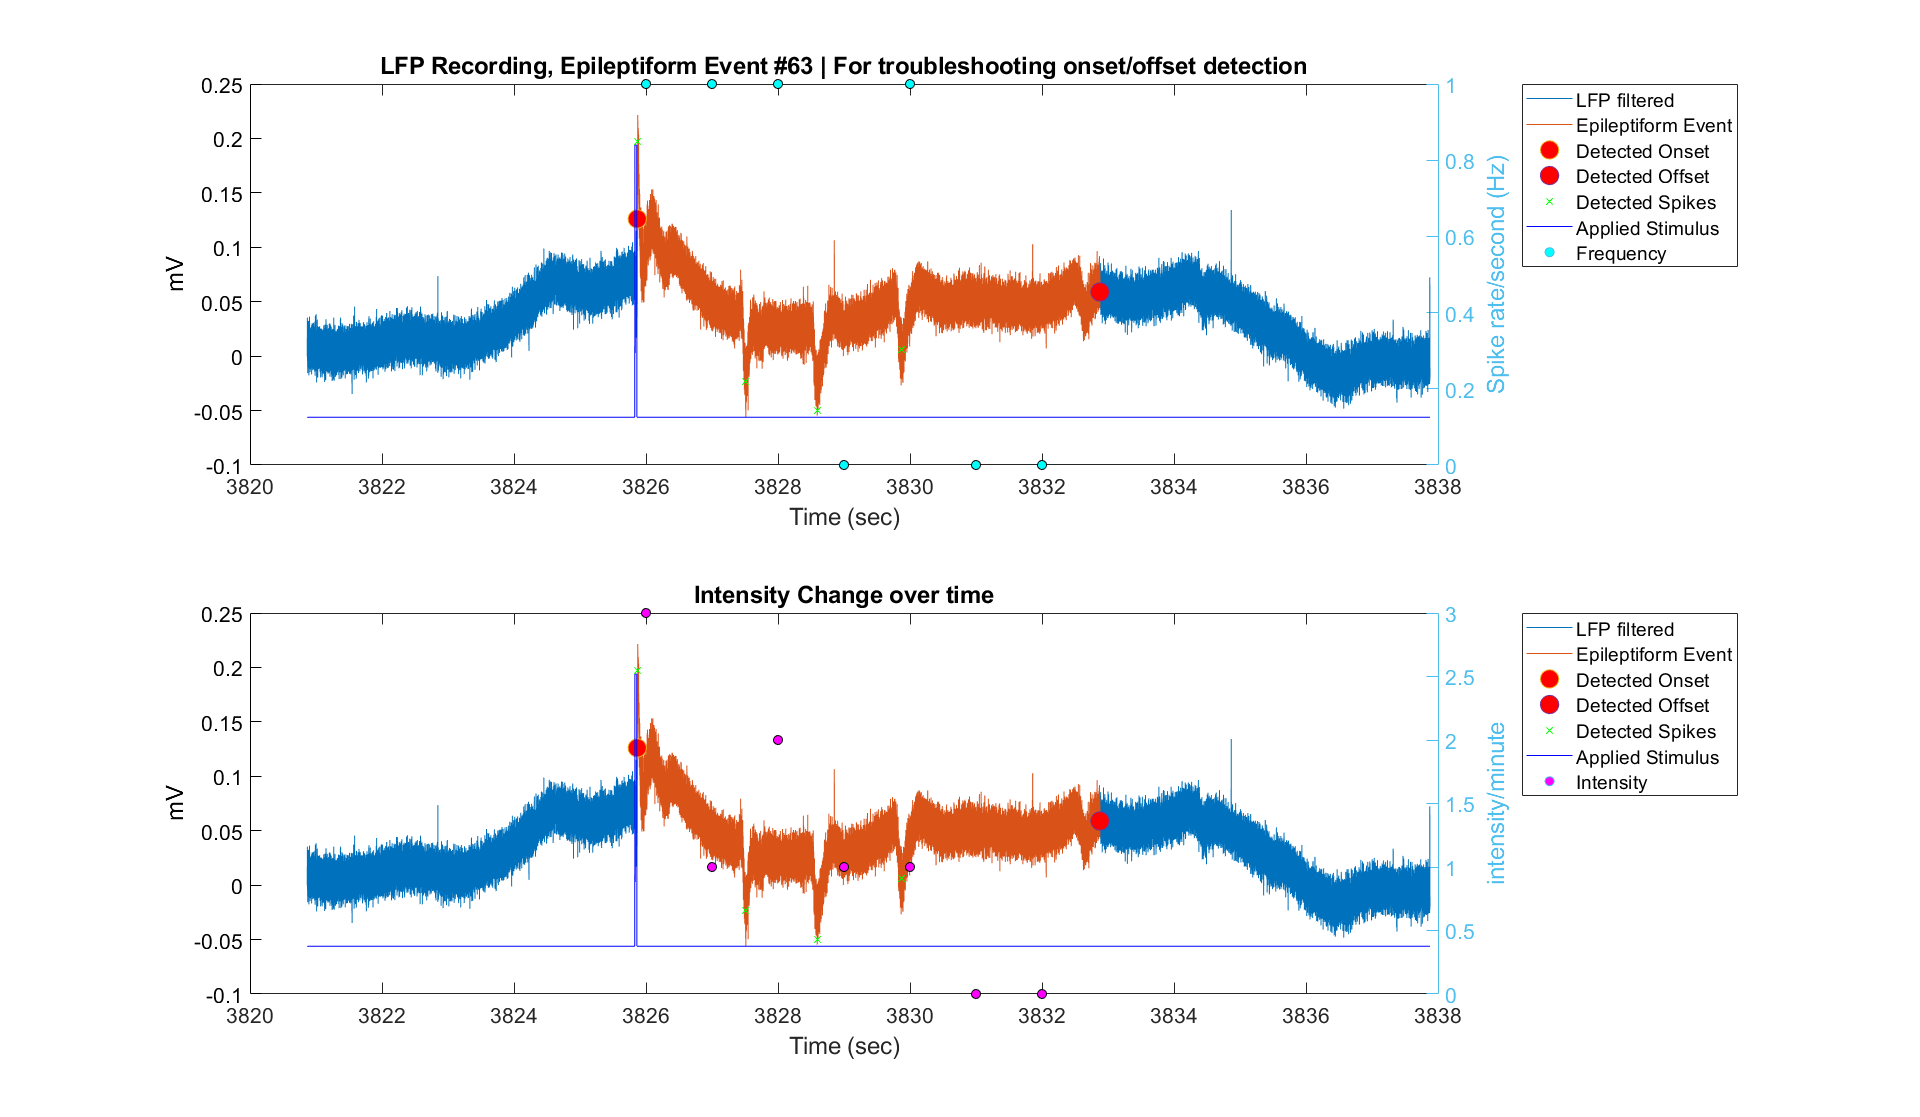 LFP Recording, Epileptiform Event #63 | For troubleshooting onset/offset detection
0.25
0.2
0.15
0.1
0.05
0
-0.05
-0.1
mV
3820 3822 3824 3826 3828 3830 3832 3834 3836 3838
Time (sec)
1
0.8
0.6
0.4
0.2
0
Spike rate/second (Hz)
LFP filtered
Epileptiform Event
Detected Onset
Detected Offset
Detected Spikes
Applied Stimulus
Frequency
Intensity Change over time
0.25
0.2
0.15
0.1
0.05
0
-0.05
-0.1
mV
3820 3822 3824 3826 3828 3830 3832 3834 3836 3838
Time (sec)
3
2.5
2
1.5
1
0.5
0
intensity/minute
LFP filtered
Epileptiform Event
Detected Onset
Detected Offset
Detected Spikes
Applied Stimulus
Intensity